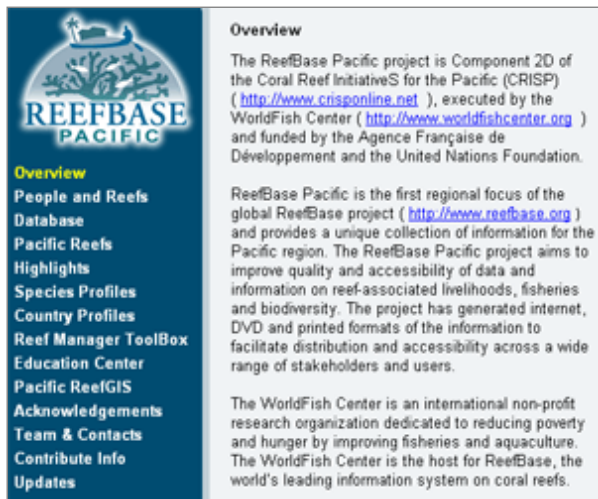 REEFBASE
PACIFIC
Overview
People and Reefs
Database
Pacific Reefs
Highlights
Species Profiles
Country Profiles
Reef Manager ToolBox
Education Center
Pacific ReefGIS
Acknowledgements
Team & Contacts
Contribute Info
Updates
Overview
The ReefBase Pacific project is Component 2D of
the Coral Reef InitiativeS for the Pacific (CRISP)
( http://www.crisponline.net ), executed by the
WorldFish Center ( http://www.worldfishcenter.org )
and funded by the Agence Française de
Développement and the United Nations Foundation.
ReefBase Pacific is the first regional focus of the
global ReefBase project ( http://www.reefbase.org )
and provides a unique collection of information for the
Pacific region. The ReefBase Pacific project aims to
improve quality and accessibility of data and
information on reef-associated livelihoods, fisheries
and biodiversity. The project has generated internet,
DVD and printed formats of the information to
facilitate distribution and accessibility across a wide
range of stakeholders and users.
The WorldFish Center is an international non-profit
research organization dedicated to reducing poverty
and hunger by improving fisheries and aquaculture.
The WorldFish Center is the host for ReefBase, the
world's leading information system on coral reefs.